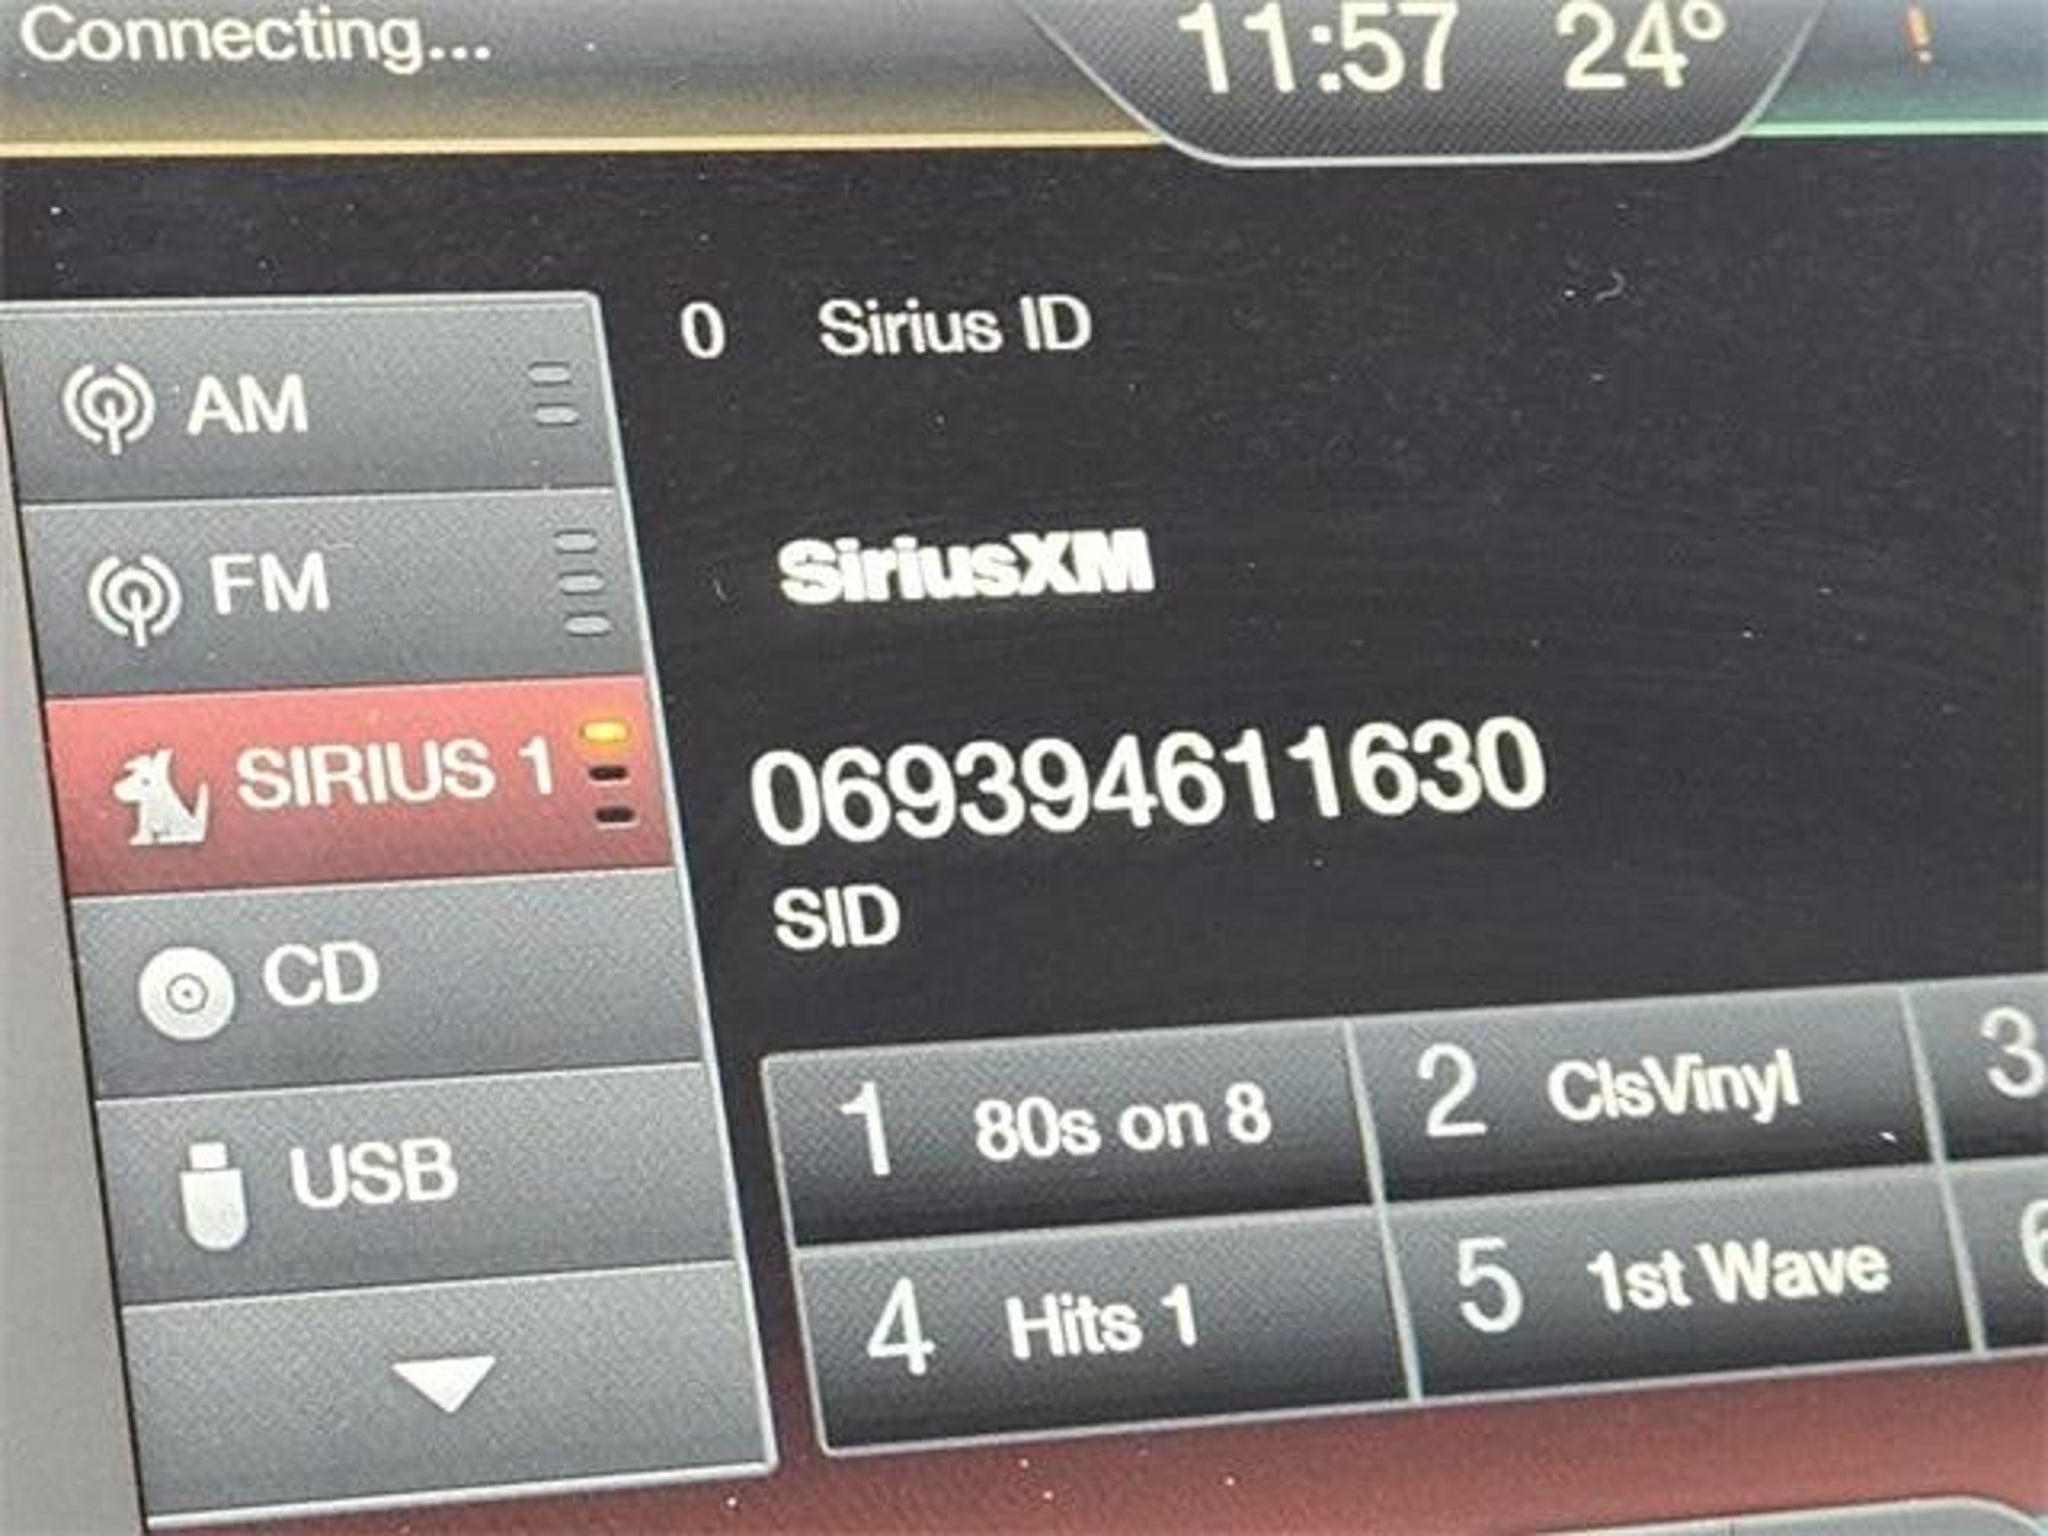 Connecting...
11:57 24°
!
0 Sirius ID
AM
FM
SiriusXM
SIRIUS 1
069394611630
SID
CD
USB
1 80s on 8
2 ClsVinyl
3
4 Hits 1
5 1st Wave
6